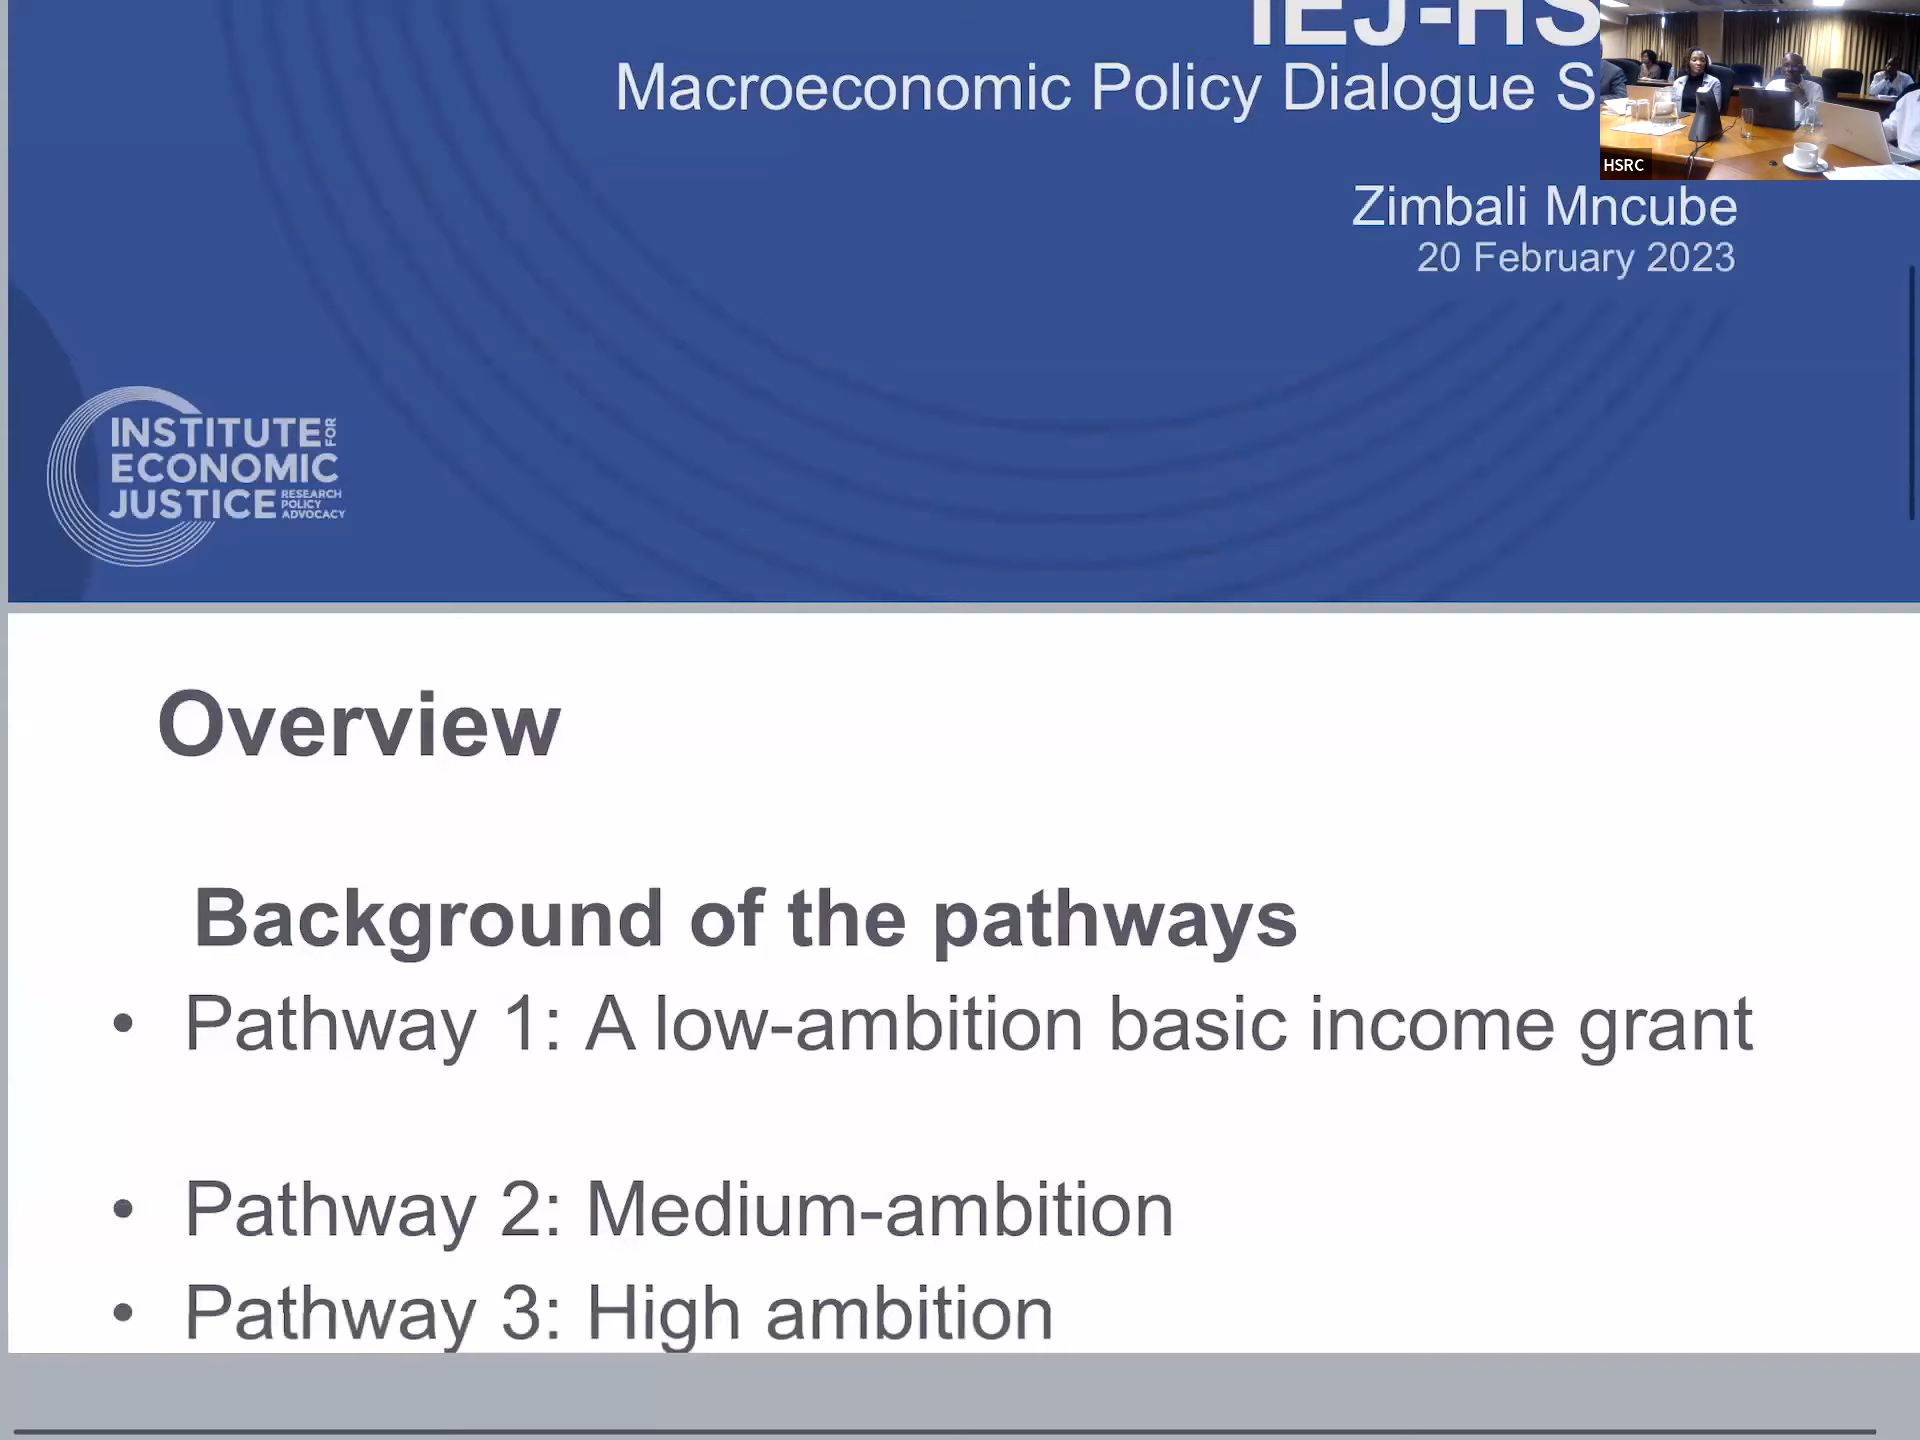 IEJ-HS
Macroeconomic Policy Dialogue S
HSRC
Zimbali Mncube
20 February 2023
INSTITUTE FOR
ECONOMIC
JUSTICE RESEARCH
POLICY
ADVOCACY
Overview
Background of the pathways
• Pathway 1: A low-ambition basic income grant
• Pathway 2: Medium-ambition
• Pathway 3: High ambition